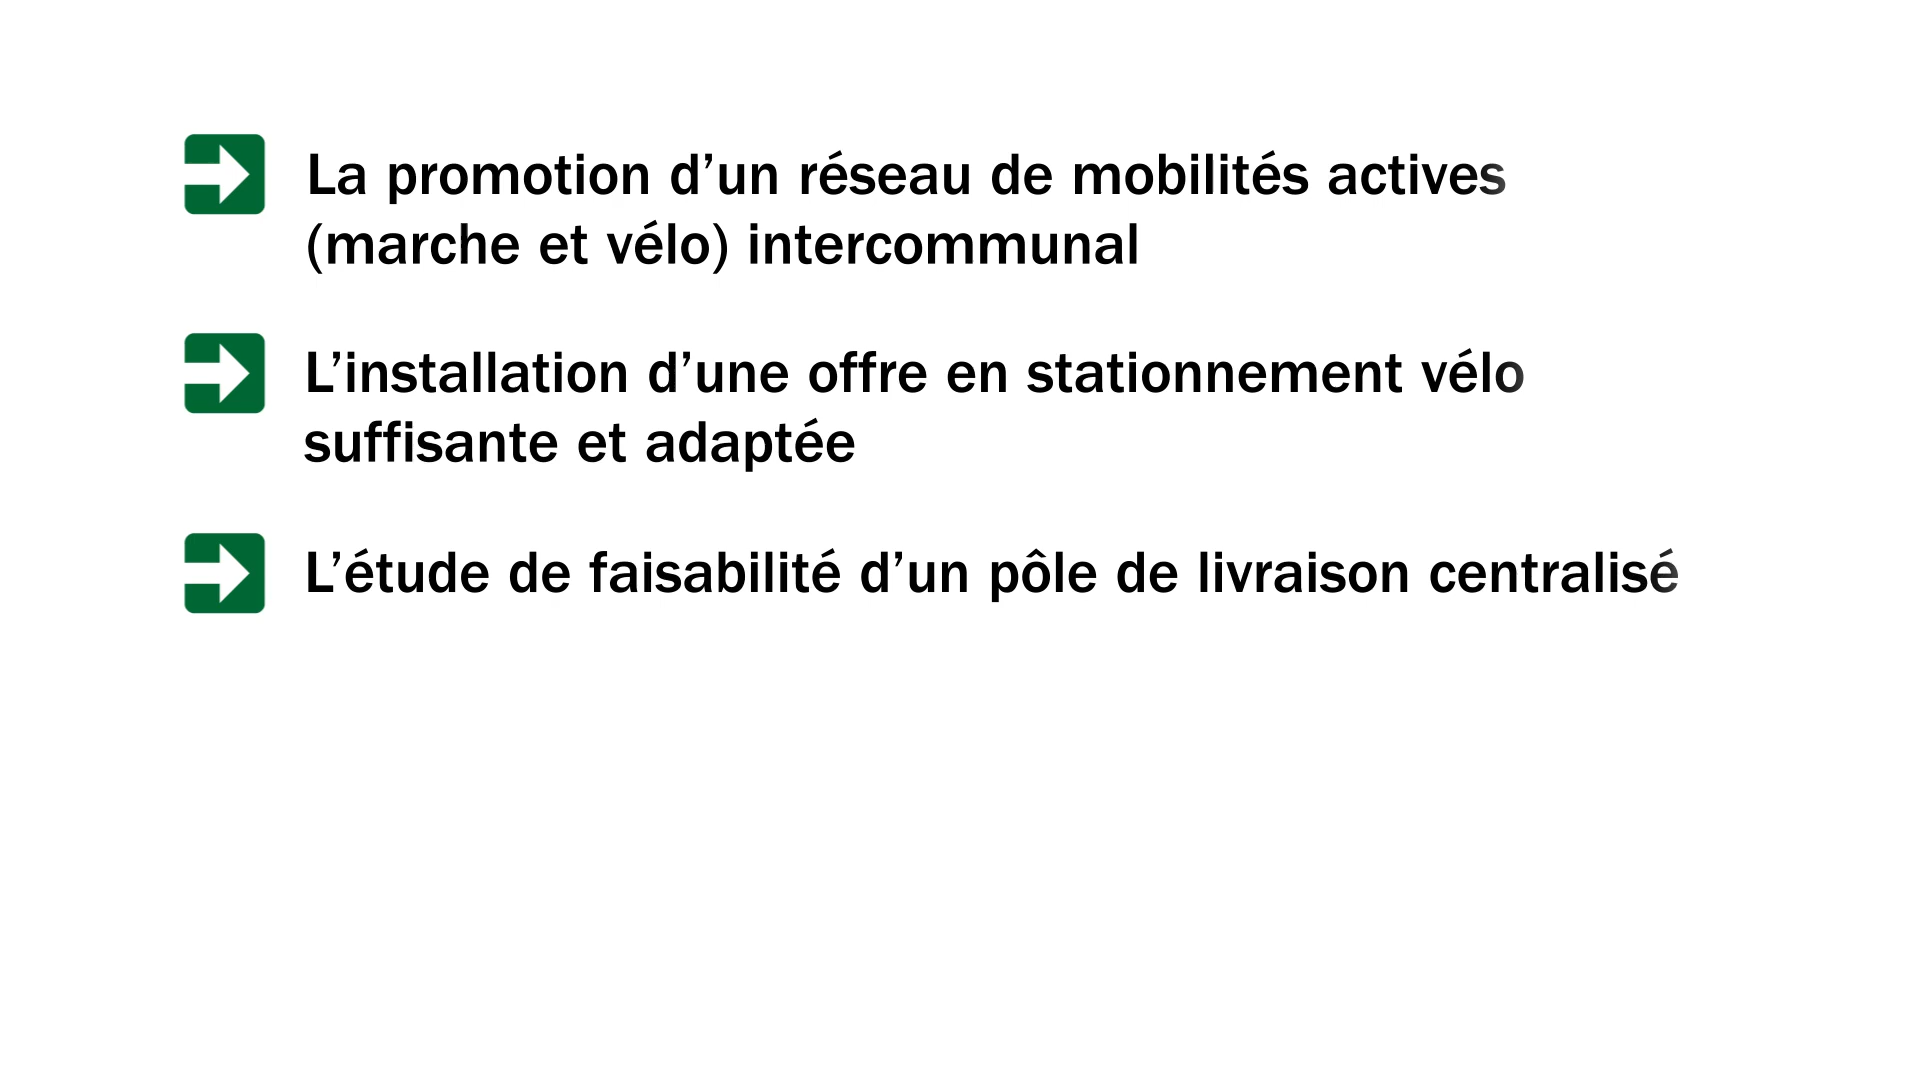 La promotion d’un réseau de mobilités actives
(marche et vélo) intercommunal
L’installation d’une offre en stationnement vélo
suffisante et adaptée
L’étude de faisabilité d’un pôle de livraison centralisé